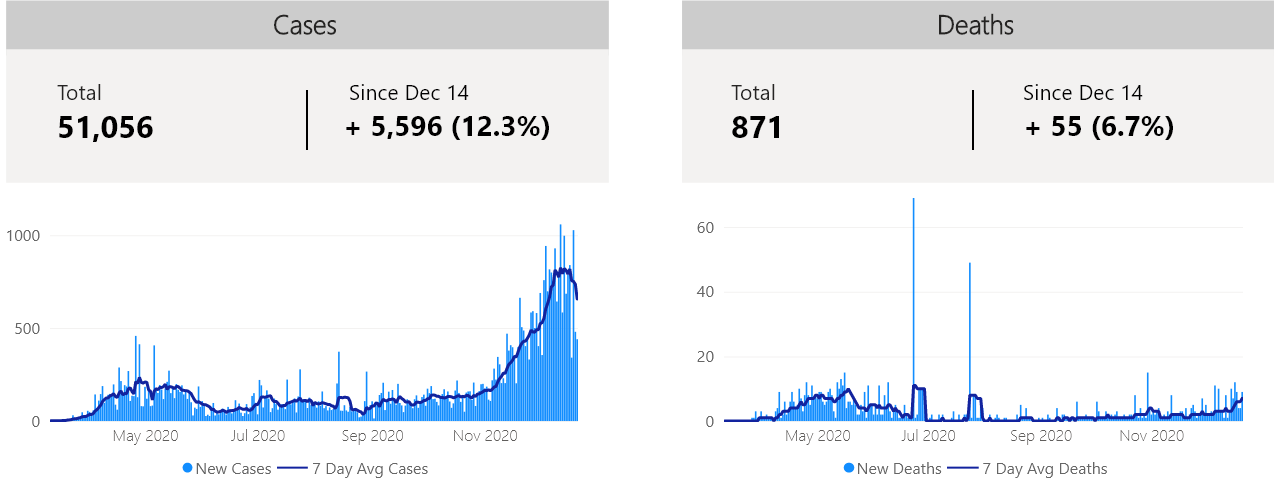 Cases
Total
51,056
Since Dec 14
+ 5,596 (12.3%)
1000
500
0
May 2020
Jul 2020
Sep 2020
Nov 2020
New Cases
7 Day Avg Cases
Deaths
Total
871
Since Dec 14
+ 55 (6.7%)
60
40
20
0
May 2020
Jul 2020
Sep 2020
Nov 2020
New Deaths
7 Day Avg Deaths